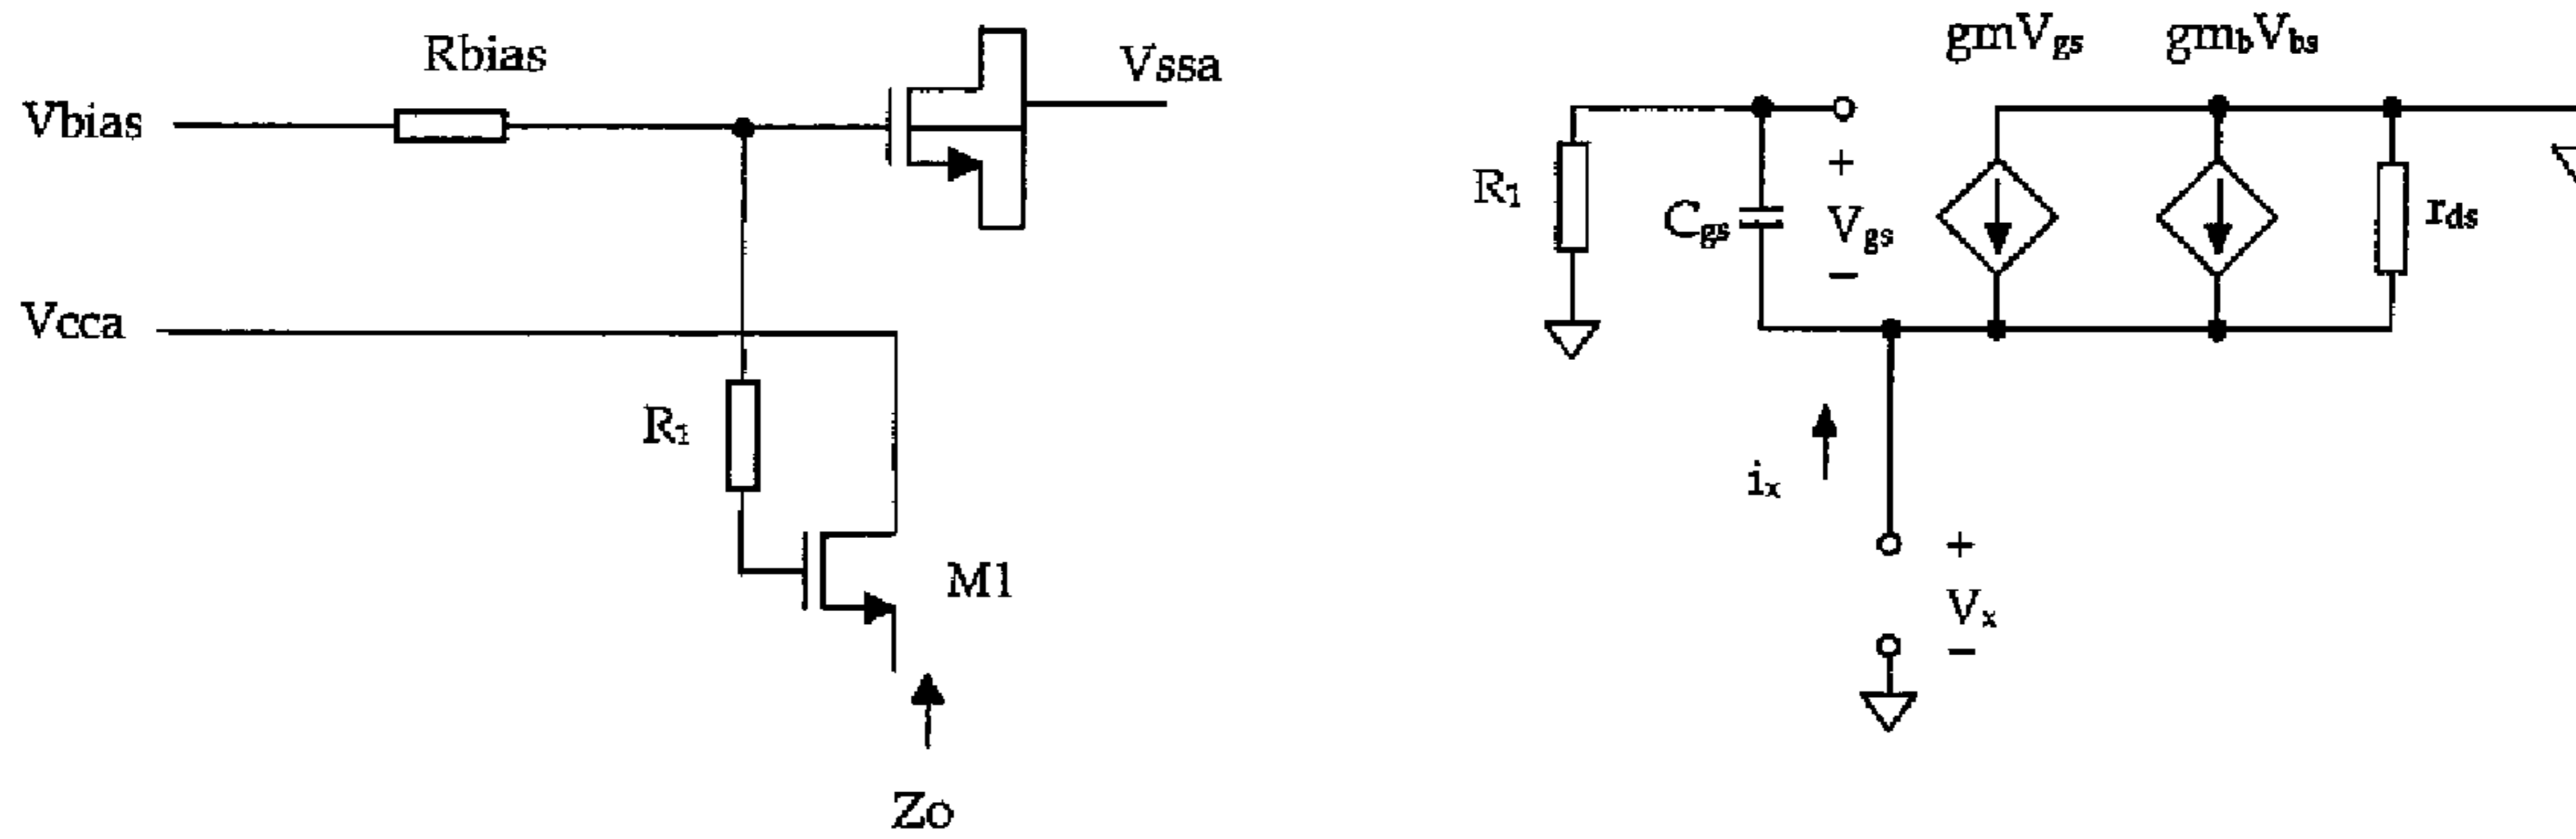 Rbias
Vbias
Vssa
Vcca
R₁
M1
Zo
gmVgs
gmbVbs
R₁
Cgs
+
Vgs
−
rds
ix
+
Vx
−